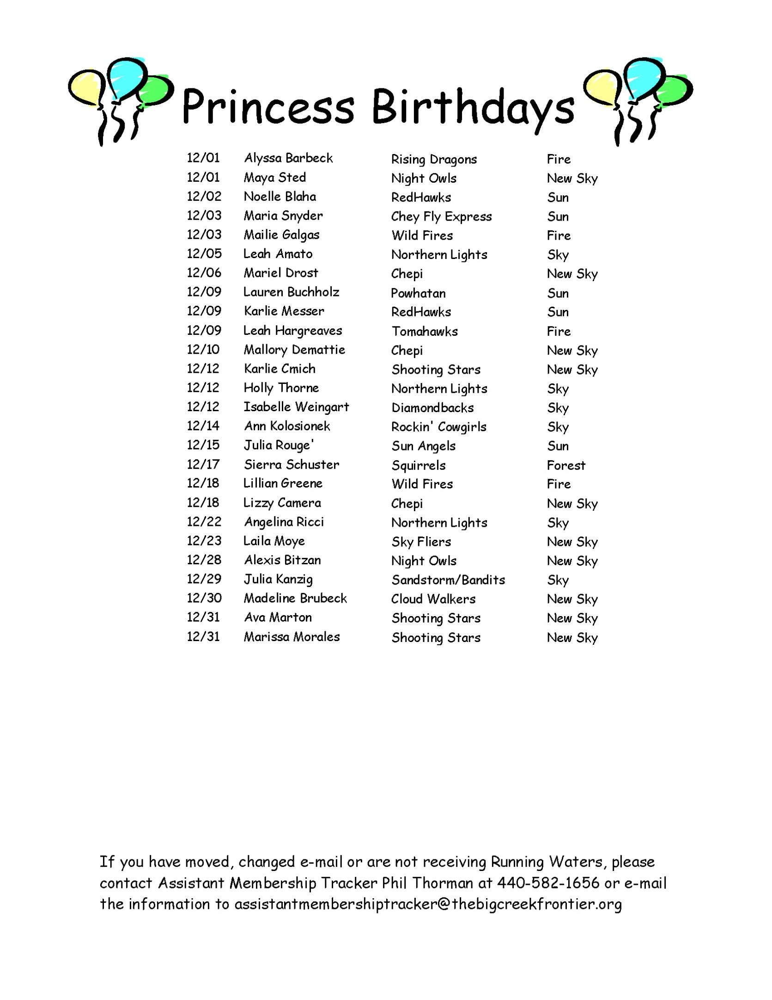 Princess Birthdays
12/01 Alyssa Barbeck Rising Dragons Fire
12/01 Maya Sted Night Owls New Sky
12/02 Noelle Blaha RedHawks Sun
12/03 Maria Snyder Chey Fly Express Sun
12/03 Mailie Galgas Wild Fires Fire
12/05 Leah Amato Northern Lights Sky
12/06 Mariel Drost Chepi New Sky
12/09 Lauren Buchholz Powhatan Sun
12/09 Karlie Messer RedHawks Sun
12/09 Leah Hargreaves Tomahawks Fire
12/10 Mallory Demattie Chepi New Sky
12/12 Karlie Cmich Shooting Stars New Sky
12/12 Holly Thorne Northern Lights Sky
12/12 Isabelle Weingart Diamondbacks Sky
12/14 Ann Kolosionek Rockin' Cowgirls Sky
12/15 Julia Rouge' Sun Angels Sun
12/17 Sierra Schuster Squirrels Forest
12/18 Lillian Greene Wild Fires Fire
12/18 Lizzy Camera Chepi New Sky
12/22 Angelina Ricci Northern Lights Sky
12/23 Laila Moye Sky Fliers New Sky
12/28 Alexis Bitzan Night Owls New Sky
12/29 Julia Kanzig Sandstorm/Bandits Sky
12/30 Madeline Brubeck Cloud Walkers New Sky
12/31 Ava Marton Shooting Stars New Sky
12/31 Marissa Morales Shooting Stars New Sky
If you have moved, changed e-mail or are not receiving Running Waters, please
contact Assistant Membership Tracker Phil Thorman at 440-582-1656 or e-mail
the information to assistantmembershiptracker@thebigcreekfrontier.org